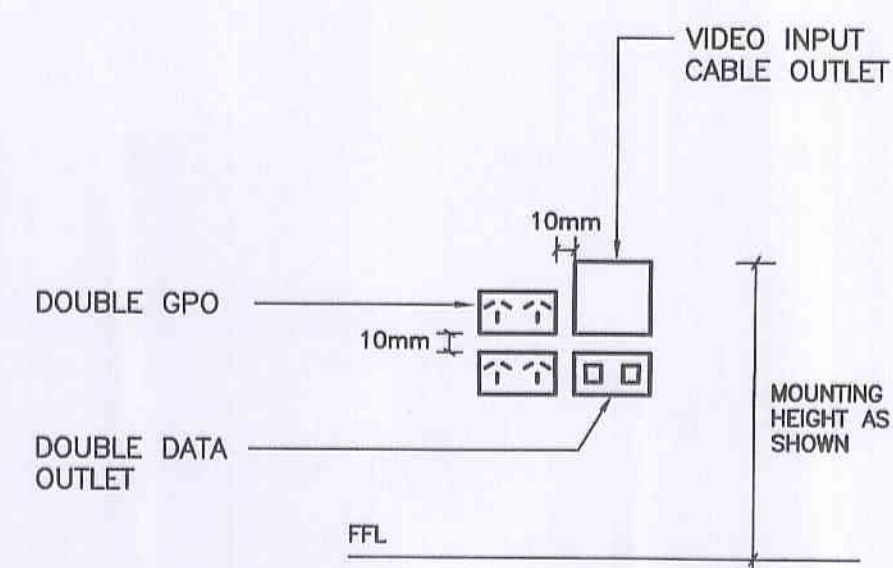 VIDEO INPUT
CABLE OUTLET
10mm
DOUBLE GPO
10mm
MOUNTING
HEIGHT AS
SHOWN
DOUBLE DATA
OUTLET
FFL